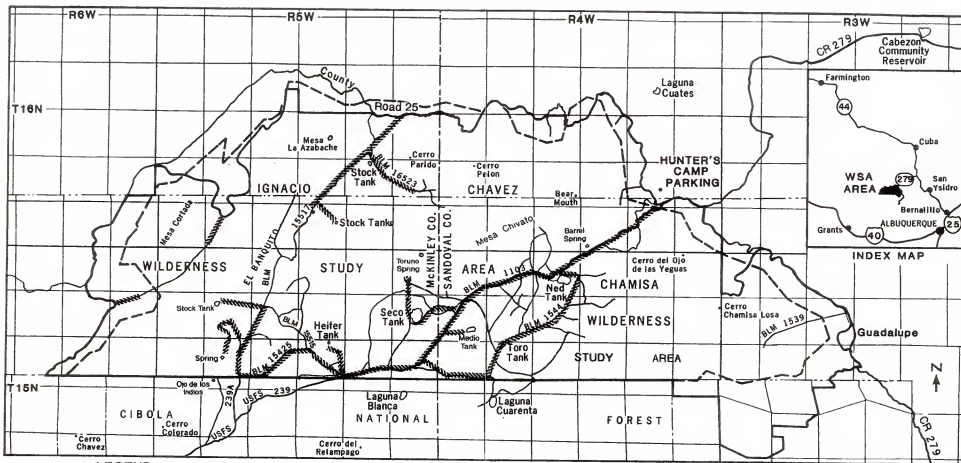 R6W
R5W
R4W
R3W
T16N
T15N
CR 279
Cabezon
Community
Reservoir
County
Road 25
Laguna
Cuates
Mesa
La Azabache
Cerro
Parido
Cerro
Pelon
Stock
Tank
BLM 16523
HUNTER'S
CAMP
PARKING
IGNACIO
CHAVEZ
Bear
Mouth
Stock Tank
15517
Mesa Cortada
EL BANQUITO
BLM
Mesa Chivato
Barrel
Spring
Toruno
Spring
McKINLEY CO.
SANDOVAL CO.
WILDERNESS
STUDY
AREA
BLM 1103
Cerro del Ojo
de las Yeguas
CHAMISA
Ned
Tank
Stock Tank
Seco
Tank
Heifer
Tank
Medio
Tank
BLM
Toro
Tank
WILDERNESS
Cerro
Chamisa Losa
BLM 1539
Guadalupe
Spring
BLM 15425
STUDY
AREA
Ojo de los
Indios
239A
USFS 239
USFS
Laguna
Blanca
Laguna
Cuarenta
CIBOLA
NATIONAL
FOREST
Cerro
Colorado
Cerro
Chavez
Cerro del
Relampago
CR 279
N
Farmington
44
Cuba
WSA
AREA
279
San
Ysidro
Bernalillo
Grants
ALBUQUERQUE
25
40
INDEX MAP